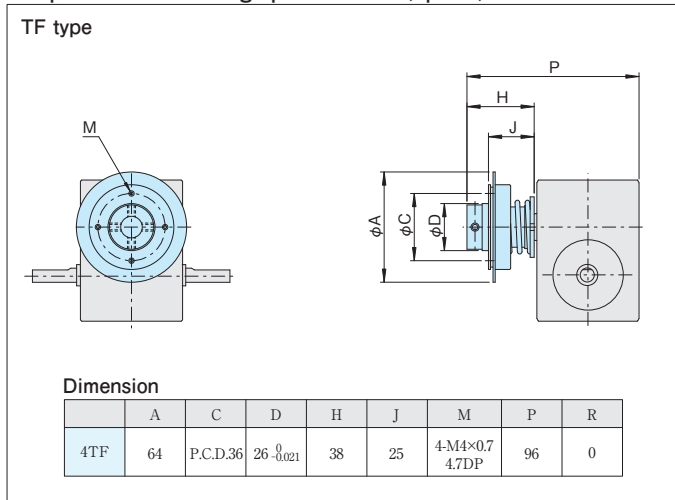 TF type
M
P
H
J
φA
φC
φD
Dimension
A C D H J M P R
4TF 64 P.C.D.36 26 0 -0.021 38 25 4-M4×0.7 4.7DP 96 0